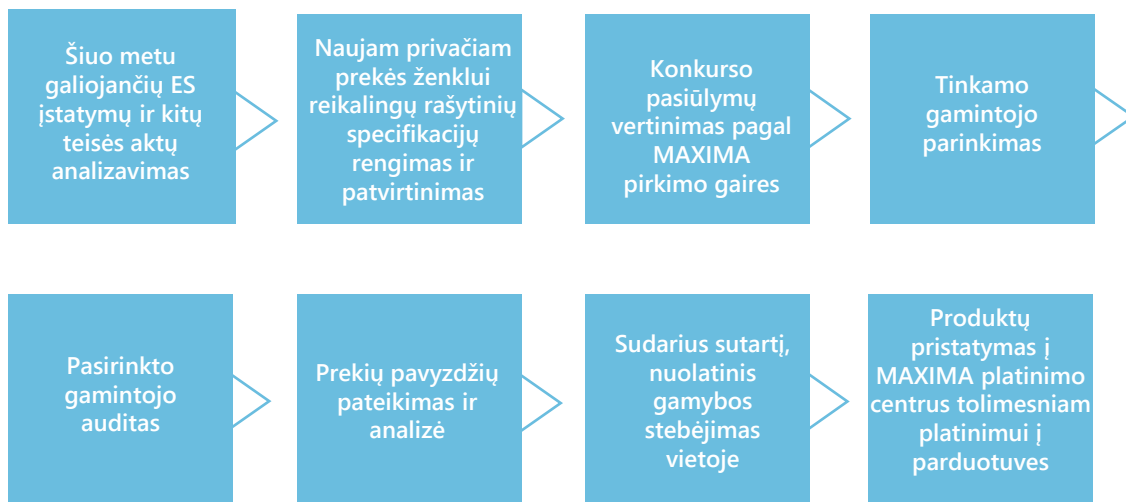 Šiuo metu
galiojančių ES
įstatymų ir kitų
teisės aktų
analizavimas
Naujam privačiam
prekės ženklui
reikalingų rašytinių
specifikacijų
rengimas ir
patvirtinimas
Konkurso
pasiūlymų
vertinimas pagal
MAXIMA
pirkimo gaires
Tinkamo
gamintojo
parinkimas
Pasirinkto
gamintojo
auditas
Prekių pavyzdžių
pateikimas ir
analizė
Sudarius sutartį,
nuolatinis
gamybos
stebėjimas
vietoje
Produktų
pristatymas į
MAXIMA platinimo
centrus tolimesniam
platinimui į
parduotuves